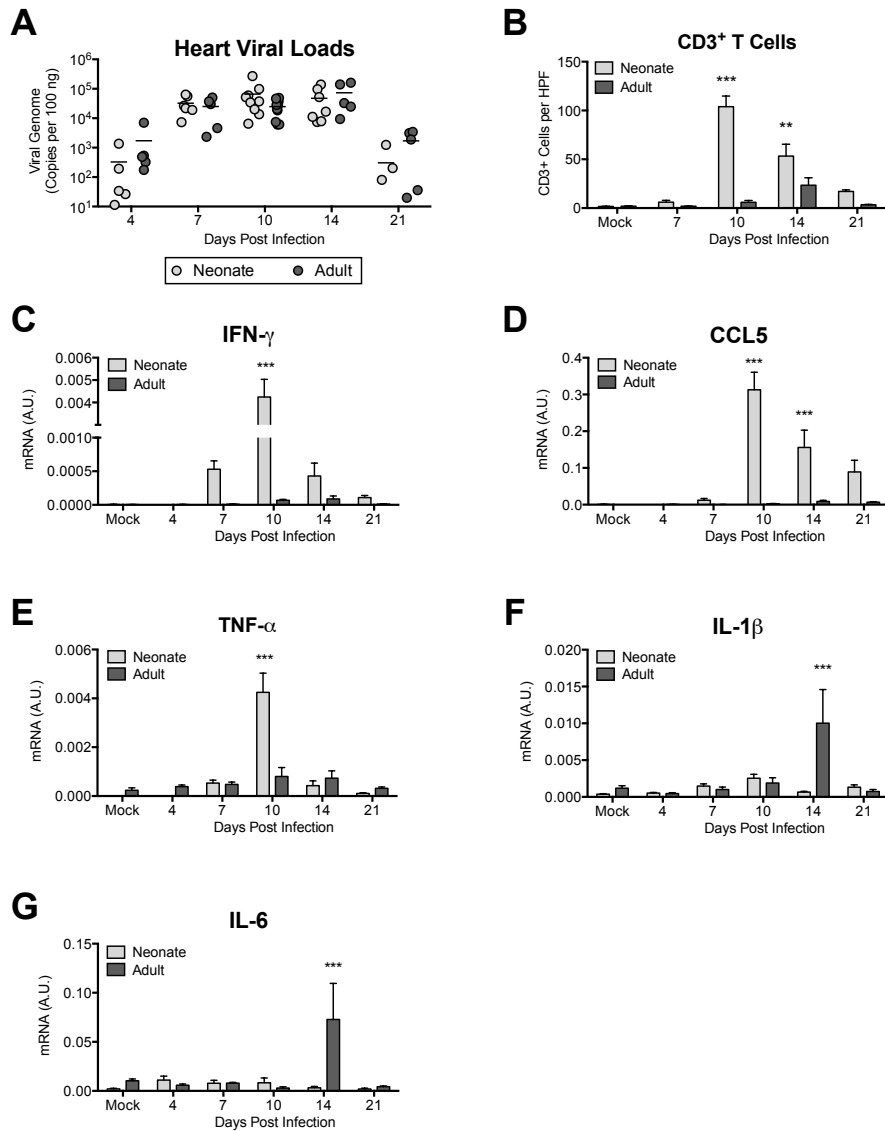 A
Heart Viral Loads
Viral Genome
(Copies per 100 ng)
10⁶
10⁵
10⁴
10³
10²
10¹
4 7 10 14 21
Days Post Infection
Neonate Adult
B
CD3⁺ T Cells
CD3+ Cells per HPF
150
100
50
0
Neonate
Adult
***
**
Mock 7 10 14 21
Days Post Infection
C
IFN-γ
mRNA (A.U.)
0.006
0.005
0.004
0.0010
0.0005
0.0000
Neonate
Adult
***
Mock 4 7 10 14 21
Days Post Infection
D
CCL5
mRNA (A.U.)
0.4
0.3
0.2
0.1
0.0
Neonate
Adult
***
***
Mock 4 7 10 14 21
Days Post Infection
E
TNF-α
mRNA (A.U.)
0.006
0.004
0.002
0.000
Neonate
Adult
***
Mock 4 7 10 14 21
Days Post Infection
F
IL-1β
mRNA (A.U.)
0.020
0.015
0.010
0.005
0.000
Neonate
Adult
***
Mock 4 7 10 14 21
Days Post Infection
G
IL-6
mRNA (A.U.)
0.15
0.10
0.05
0.00
Neonate
Adult
***
Mock 4 7 10 14 21
Days Post Infection